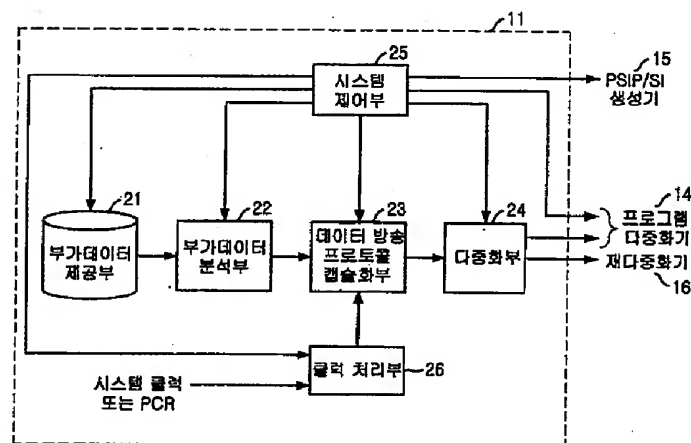 11
25
시스템
제어부
15
PSIP/SI
생성기
21
부가데이터
제공부
22
부가데이터
분석부
23
데이터 방송
프로토콜
캡슐화부
24
다중화부
14
프로그램
다중화기
재다중화기
16
시스템 클럭
또는 PCR
클럭 처리부
26